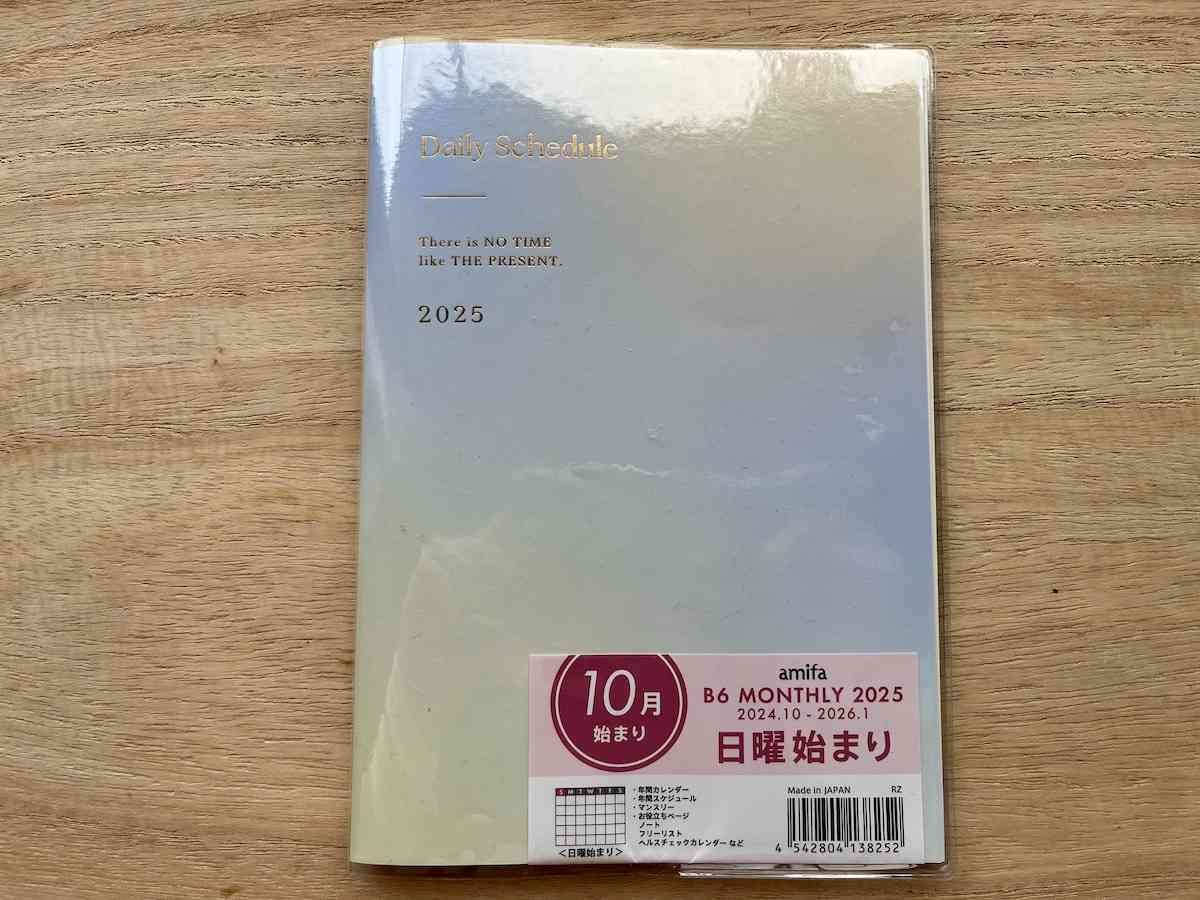 Daily Schedule
There is NO TIME
like THE PRESENT.
2025
10月
始まり
amifa
B6 MONTHLY 2025
2024.10 - 2026.1
日曜始まり
S M T W T F S
<日曜始まり>
・年間カレンダー
・年間スケジュール
・マンスリー
・お役立ちページ
ノート
フリーリスト
ヘルスチェックカレンダー など
Made in JAPAN RZ
4 542804 138252